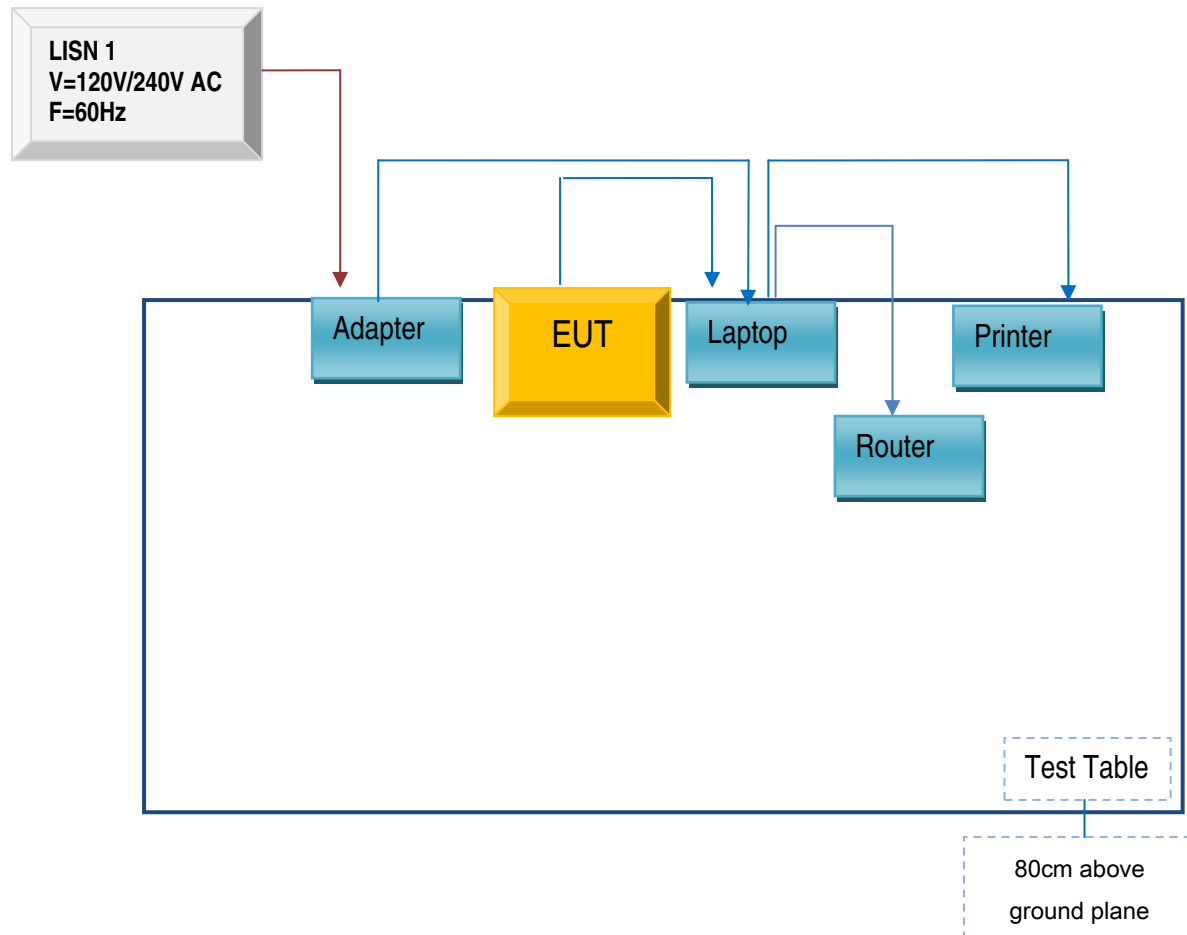 LISN 1
V=120V/240V AC
F=60Hz
Adapter
EUT
Laptop
Printer
Router
Test Table
80cm above
ground plane